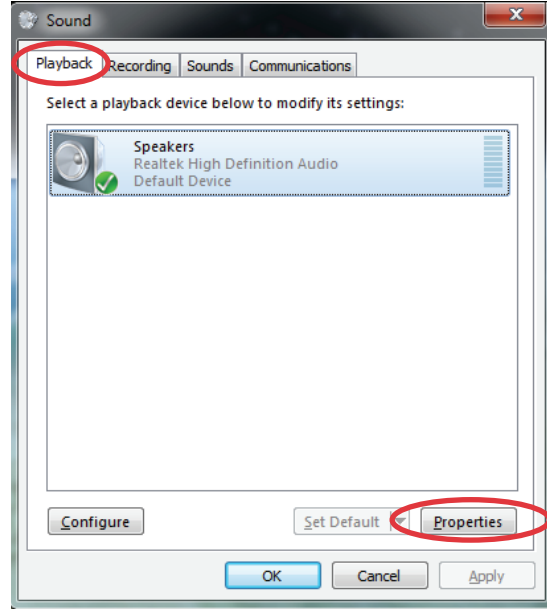 Sound
Playback Recording Sounds Communications
Select a playback device below to modify its settings:
Speakers
Realtek High Definition Audio
Default Device
Configure Set Default Properties
OK Cancel Apply